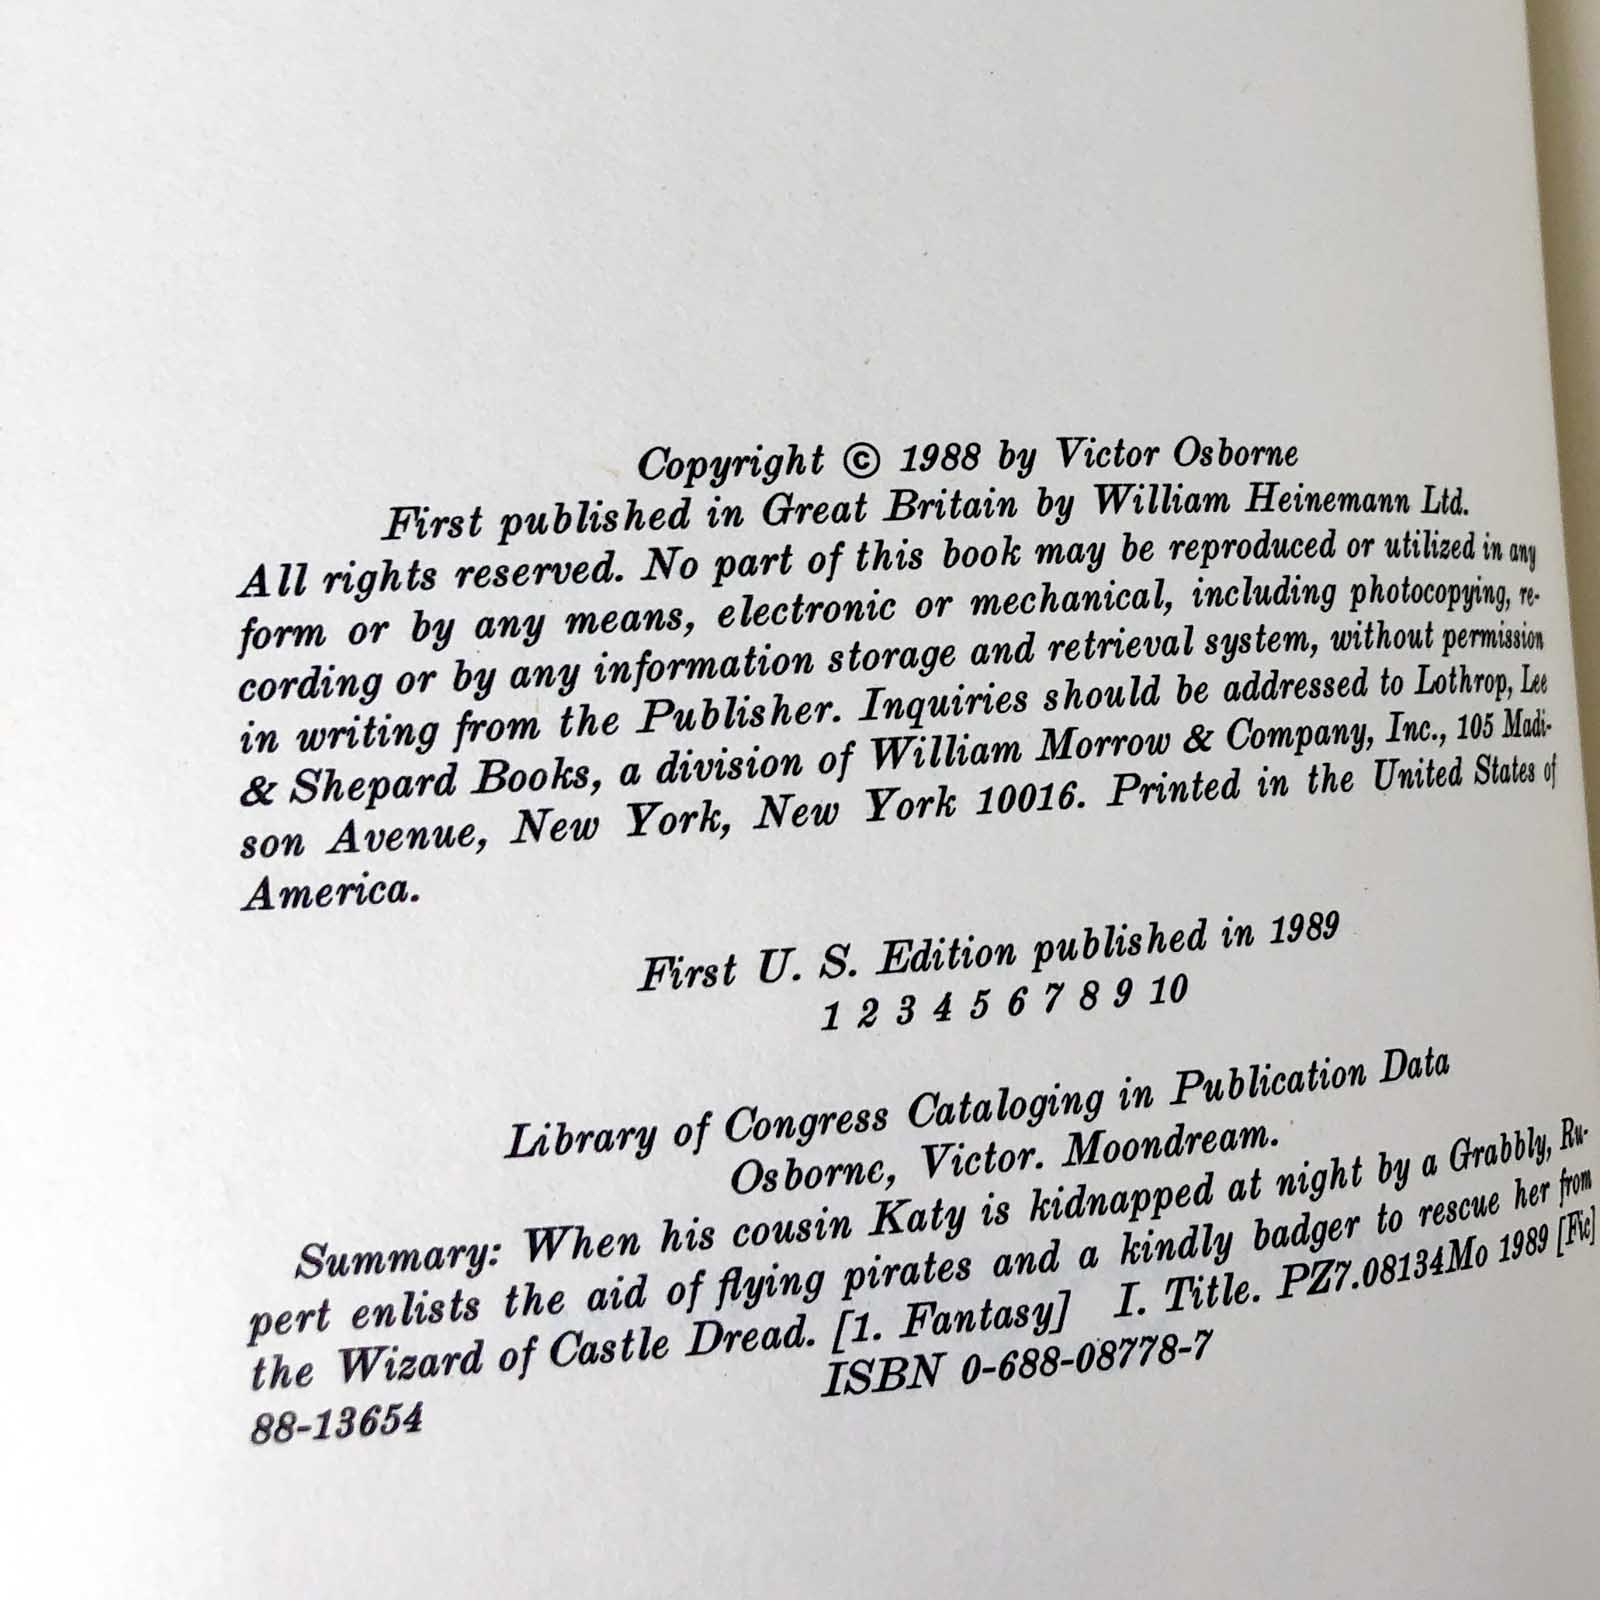 Copyright © 1988 by Victor Osborne
First published in Great Britain by William Heinemann Ltd.
All rights reserved. No part of this book may be reproduced or utilized in any
form or by any means, electronic or mechanical, including photocopying, re-
cording or by any information storage and retrieval system, without permission
in writing from the Publisher. Inquiries should be addressed to Lothrop, Lee
& Shepard Books, a division of William Morrow & Company, Inc., 105 Madi-
son Avenue, New York, New York 10016. Printed in the United States of
America.
First U. S. Edition published in 1989
1 2 3 4 5 6 7 8 9 10
Library of Congress Cataloging in Publication Data
Osborne, Victor. Moondream.
Summary: When his cousin Katy is kidnapped at night by a Grabbly, Ru-
pert enlists the aid of flying pirates and a kindly badger to rescue her from
the Wizard of Castle Dread. [1. Fantasy] I. Title. PZ7.08134Mo 1989 [Fic]
88-13654 ISBN 0-688-08778-7